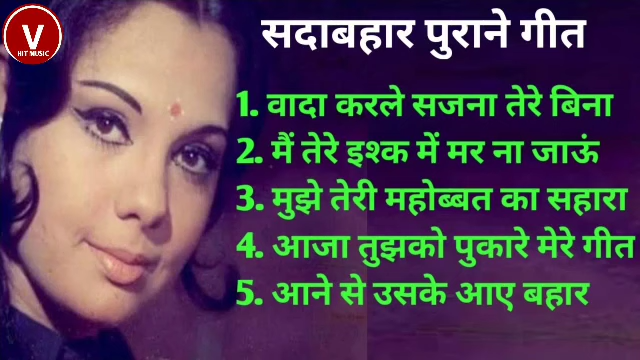 V
HIT MUSIC
सदाबहार पुराने गीत
1. वादा करले सजना तेरे बिना
2. मैं तेरे इश्क में मर ना जाऊं
3. मुझे तेरी महोब्बत का सहारा
4. आजा तुझको पुकारे मेरे गीत
5. आने से उसके आए बहार